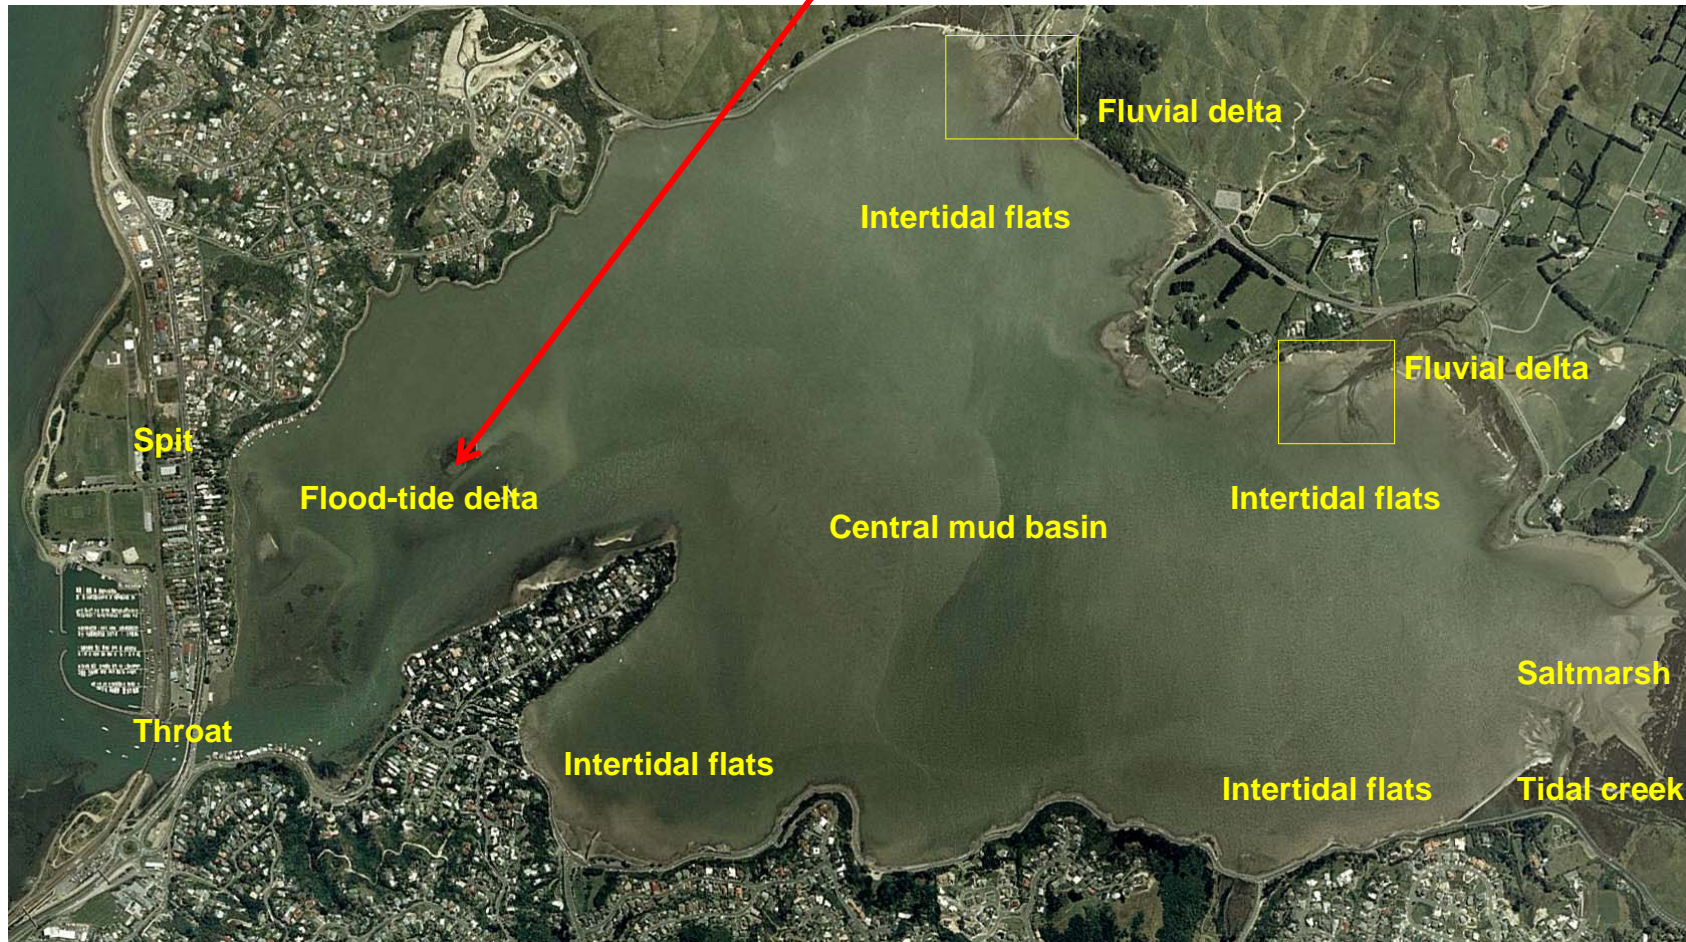 Fluvial delta
Intertidal flats
Fluvial delta
Spit
Flood-tide delta
Intertidal flats
Central mud basin
Saltmarsh
Throat
Intertidal flats
Intertidal flats
Tidal creek